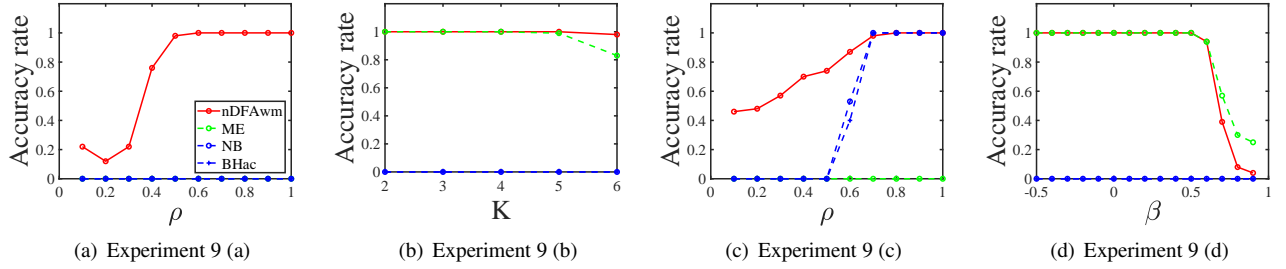 Accuracy rate
1
0.8
0.6
0.4
0.2
0
0 0.2 0.4 0.6 0.8 1
ρ
nDFAwm
ME
NB
BHac
(a) Experiment 9 (a)
Accuracy rate
1
0.8
0.6
0.4
0.2
0
2 3 4 5 6
K
(b) Experiment 9 (b)
Accuracy rate
1
0.8
0.6
0.4
0.2
0
0 0.2 0.4 0.6 0.8 1
ρ
(c) Experiment 9 (c)
Accuracy rate
1
0.8
0.6
0.4
0.2
0
-0.5 0 0.5 1
β
(d) Experiment 9 (d)